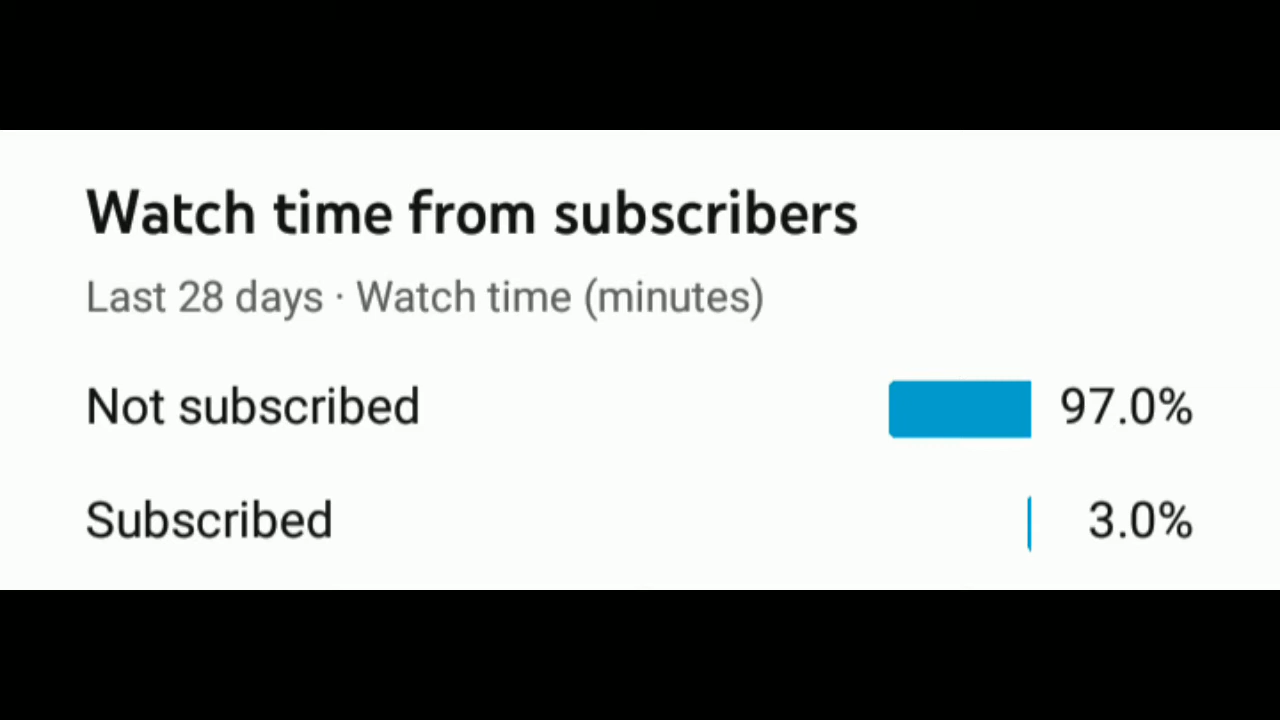 Watch time from subscribers
Last 28 days · Watch time (minutes)
Not subscribed 97.0%
Subscribed 3.0%